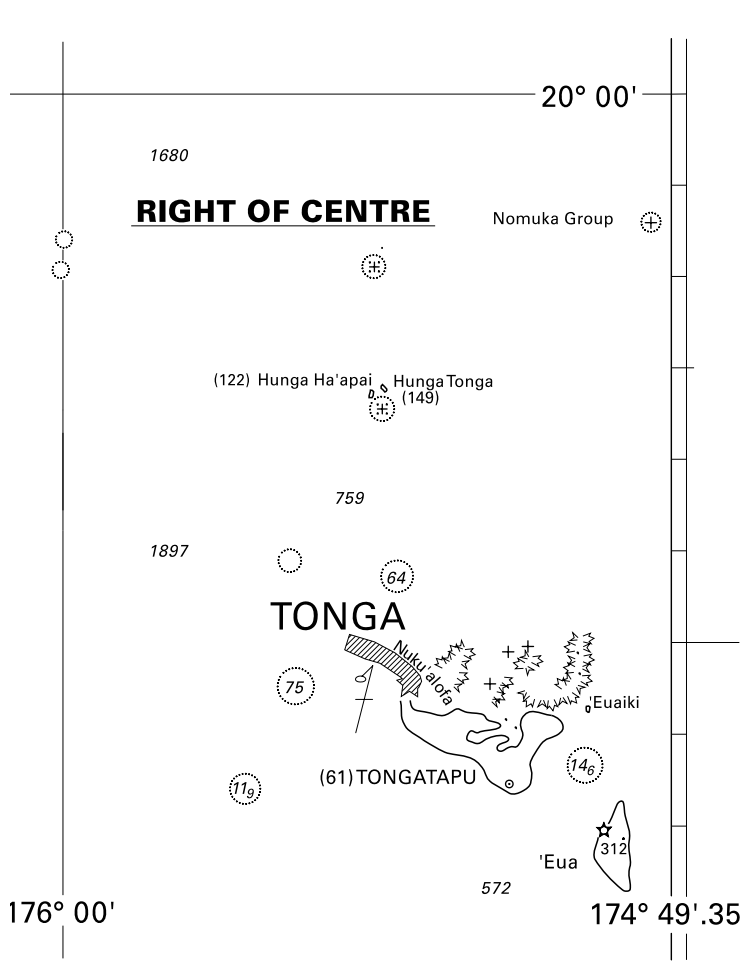 20° 00'
1680
RIGHT OF CENTRE
Nomuka Group
(122) Hunga Ha'apai
Hunga Tonga
(149)
759
1897
64
TONGA
Nuku'alofa
75
'Euaiki
14₆
(61) TONGATAPU
11₉
312
'Eua
572
176° 00'
174° 49'.35